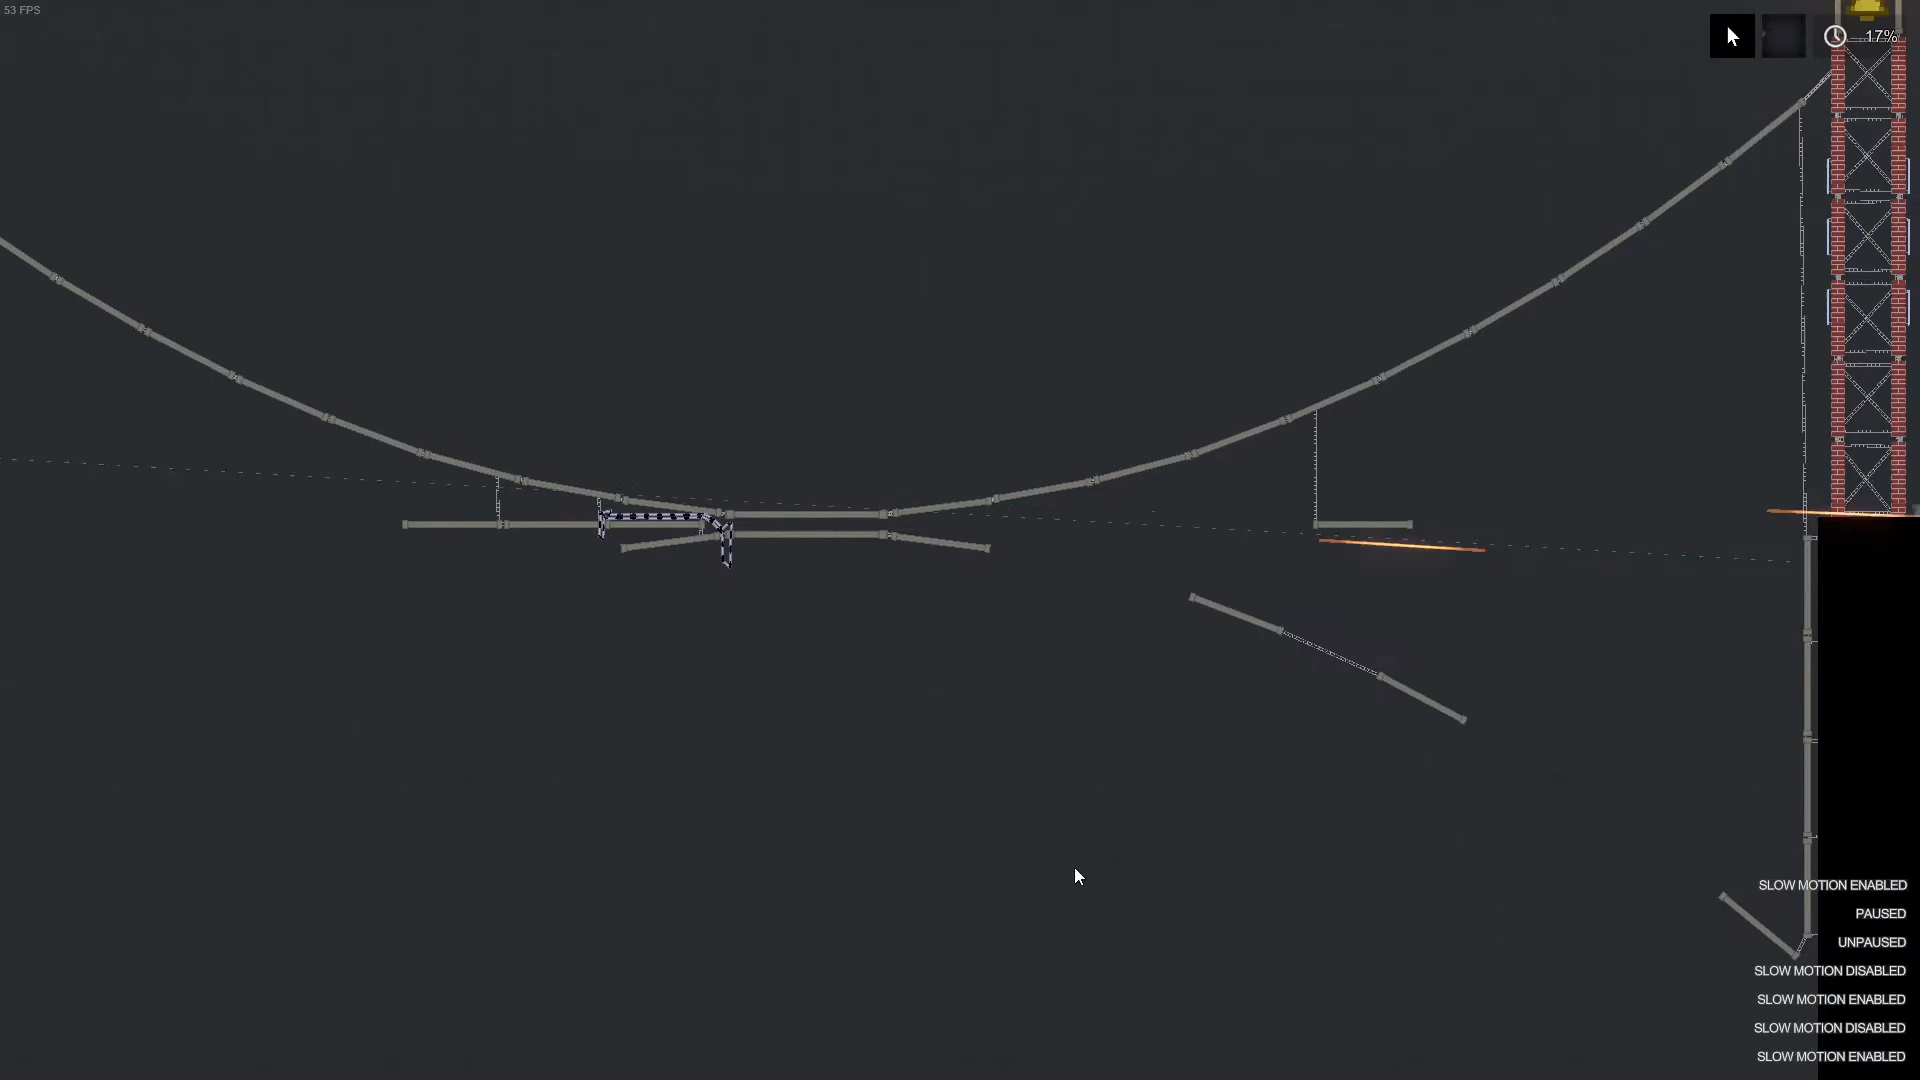 53 FPS
17%
SLOW MOTION ENABLED
PAUSED
UNPAUSED
SLOW MOTION DISABLED
SLOW MOTION ENABLED
SLOW MOTION DISABLED
SLOW MOTION ENABLED